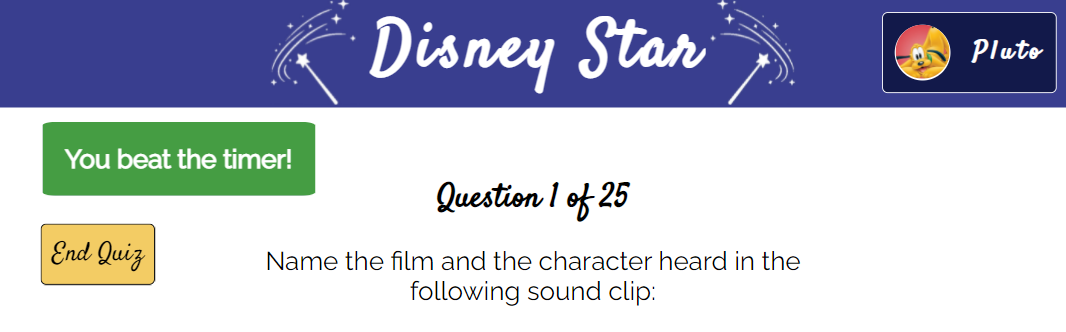 Disney Star
Pluto
You beat the timer!
Question 1 of 25
End Quiz
Name the film and the character heard in the
following sound clip: